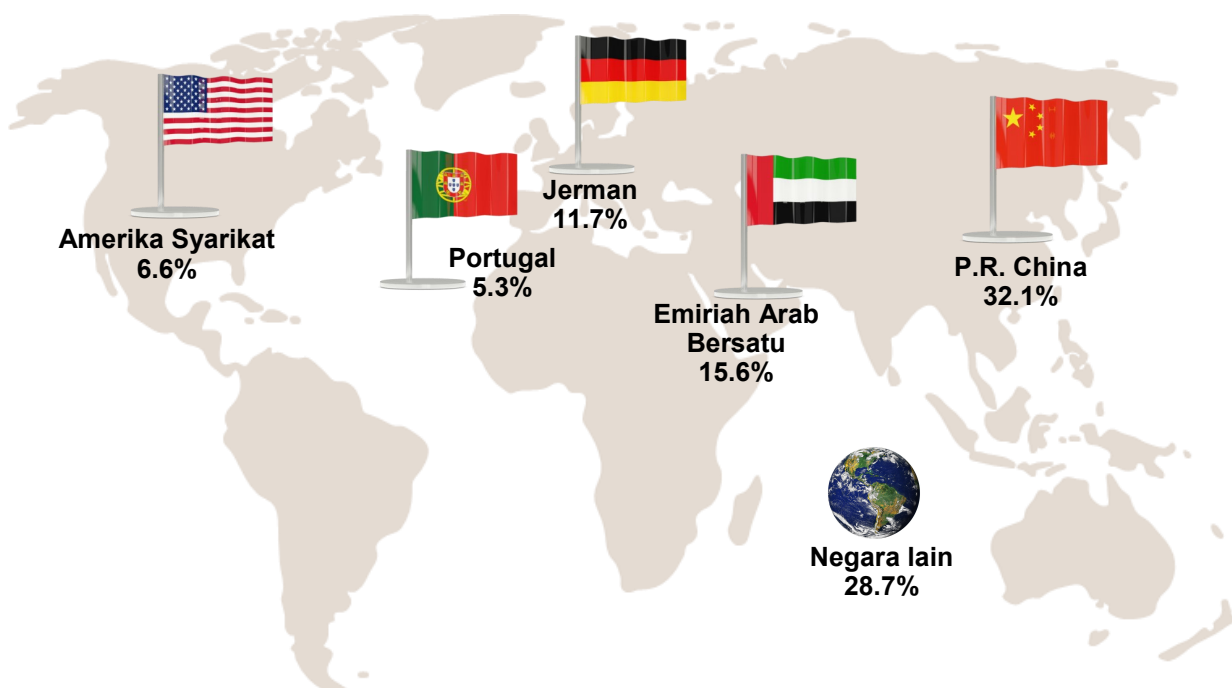 Amerika Syarikat
6.6%
Portugal
5.3%
Jerman
11.7%
Emiriah Arab
Bersatu
15.6%
P.R. China
32.1%
Negara lain
28.7%